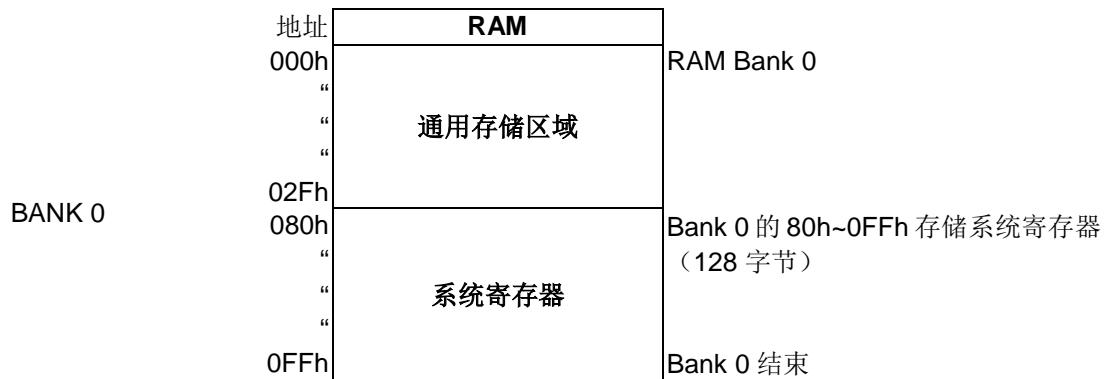 地址 RAM
000h RAM Bank 0
“
“ 通用存储区域
“
02Fh
BANK 0
080h Bank 0 的 80h~0FFh 存储系统寄存器
“ （128 字节）
“ 系统寄存器
“
0FFh Bank 0 结束